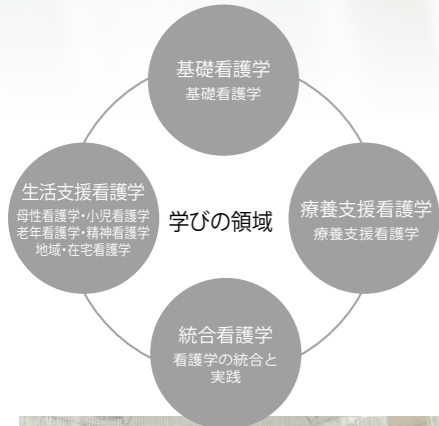 基礎看護学
基礎看護学
生活支援看護学
母性看護学・小児看護学
老年看護学・精神看護学
地域・在宅看護学
学びの領域
療養支援看護学
療養支援看護学
統合看護学
看護学の統合と
実践